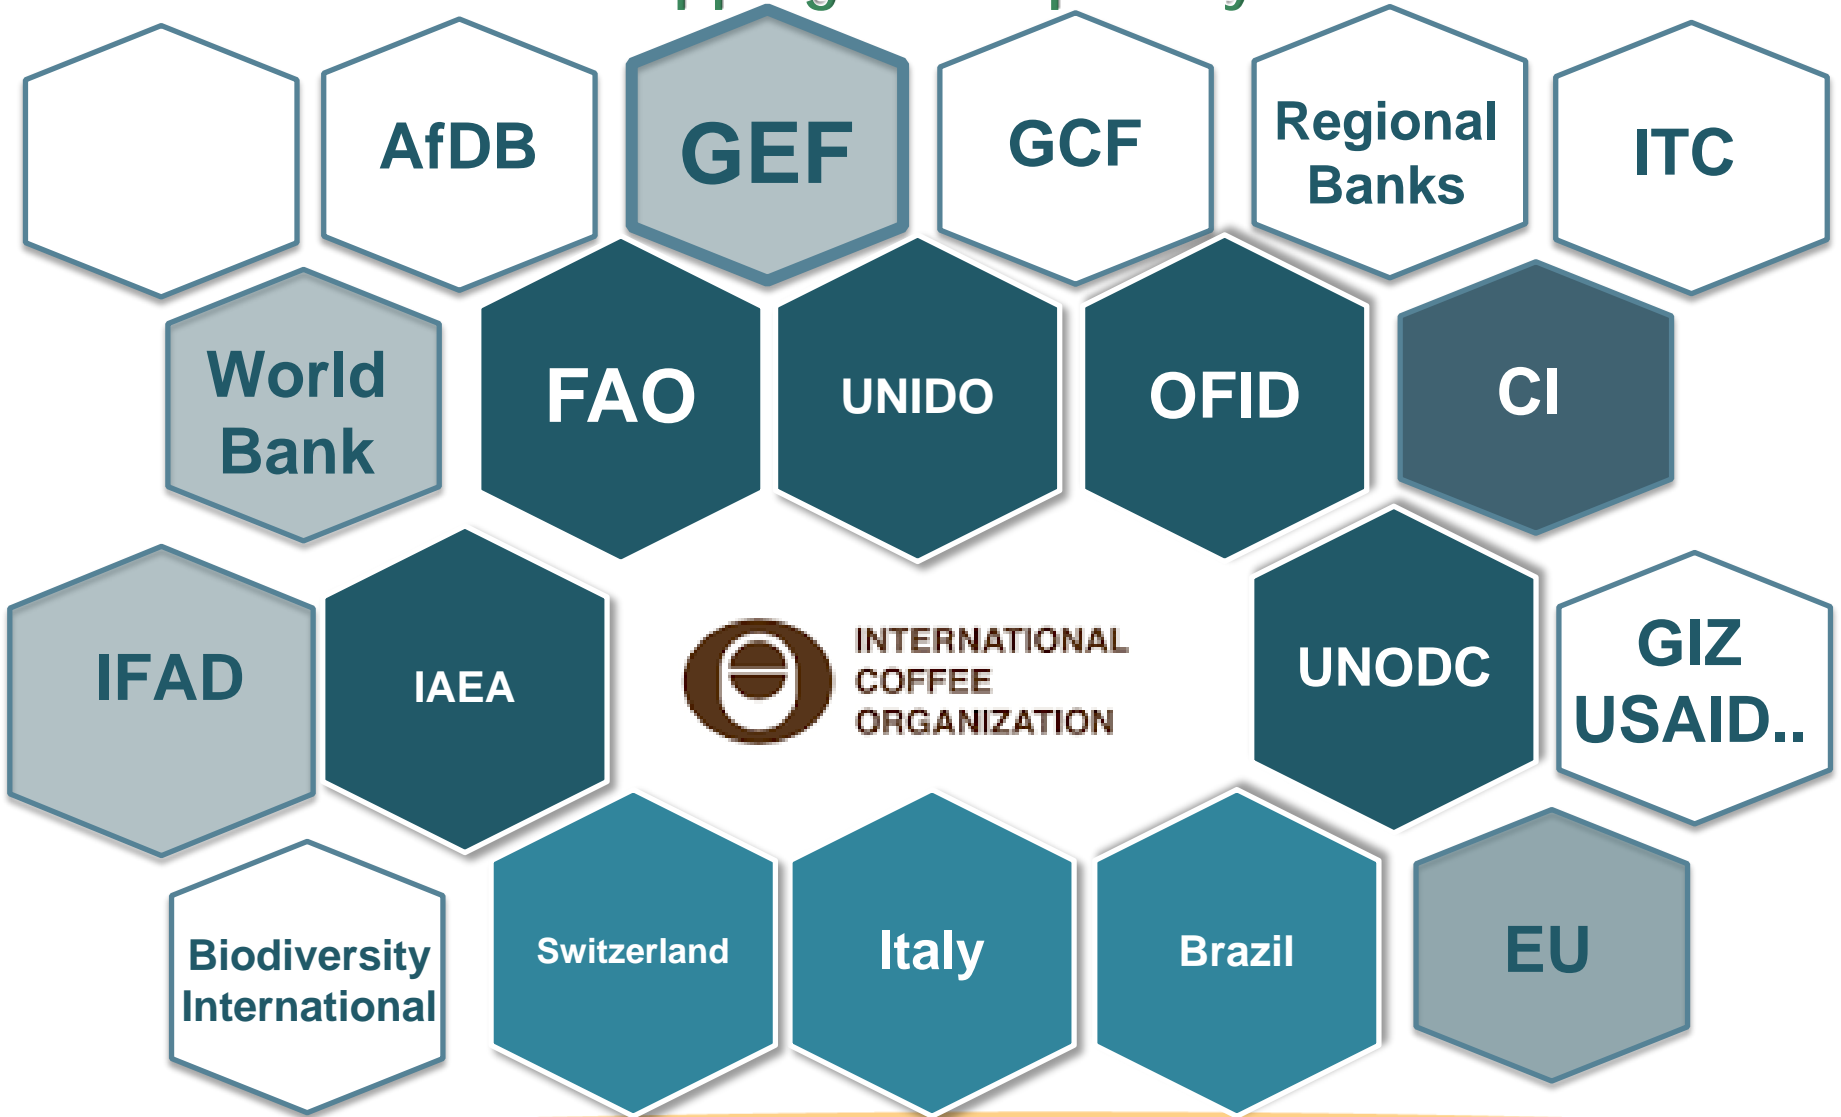 AfDB
GEF
GCF
Regional
Banks
ITC
World
Bank
FAO
UNIDO
OFID
CI
IFAD
IAEA
INTERNATIONAL
COFFEE
ORGANIZATION
UNODC
GIZ
USAID..
Biodiversity
International
Switzerland
Italy
Brazil
EU